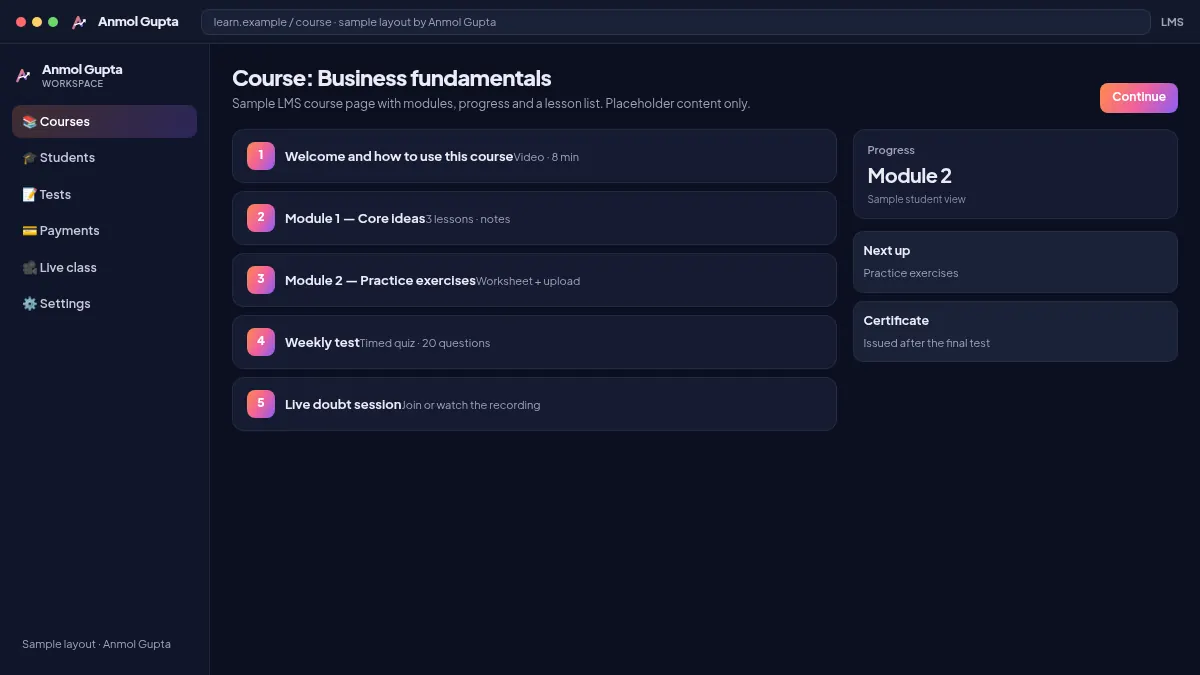 Anmol Gupta
learn.example / course · sample layout by Anmol Gupta
LMS
Anmol Gupta
WORKSPACE
Courses
Students
Tests
Payments
Live class
Settings
Sample layout · Anmol Gupta
Course: Business fundamentals
Sample LMS course page with modules, progress and a lesson list. Placeholder content only.
Continue
1 Welcome and how to use this course Video · 8 min
2 Module 1 — Core ideas 3 lessons · notes
3 Module 2 — Practice exercises Worksheet + upload
4 Weekly test Timed quiz · 20 questions
5 Live doubt session Join or watch the recording
Progress
Module 2
Sample student view
Next up
Practice exercises
Certificate
Issued after the final test